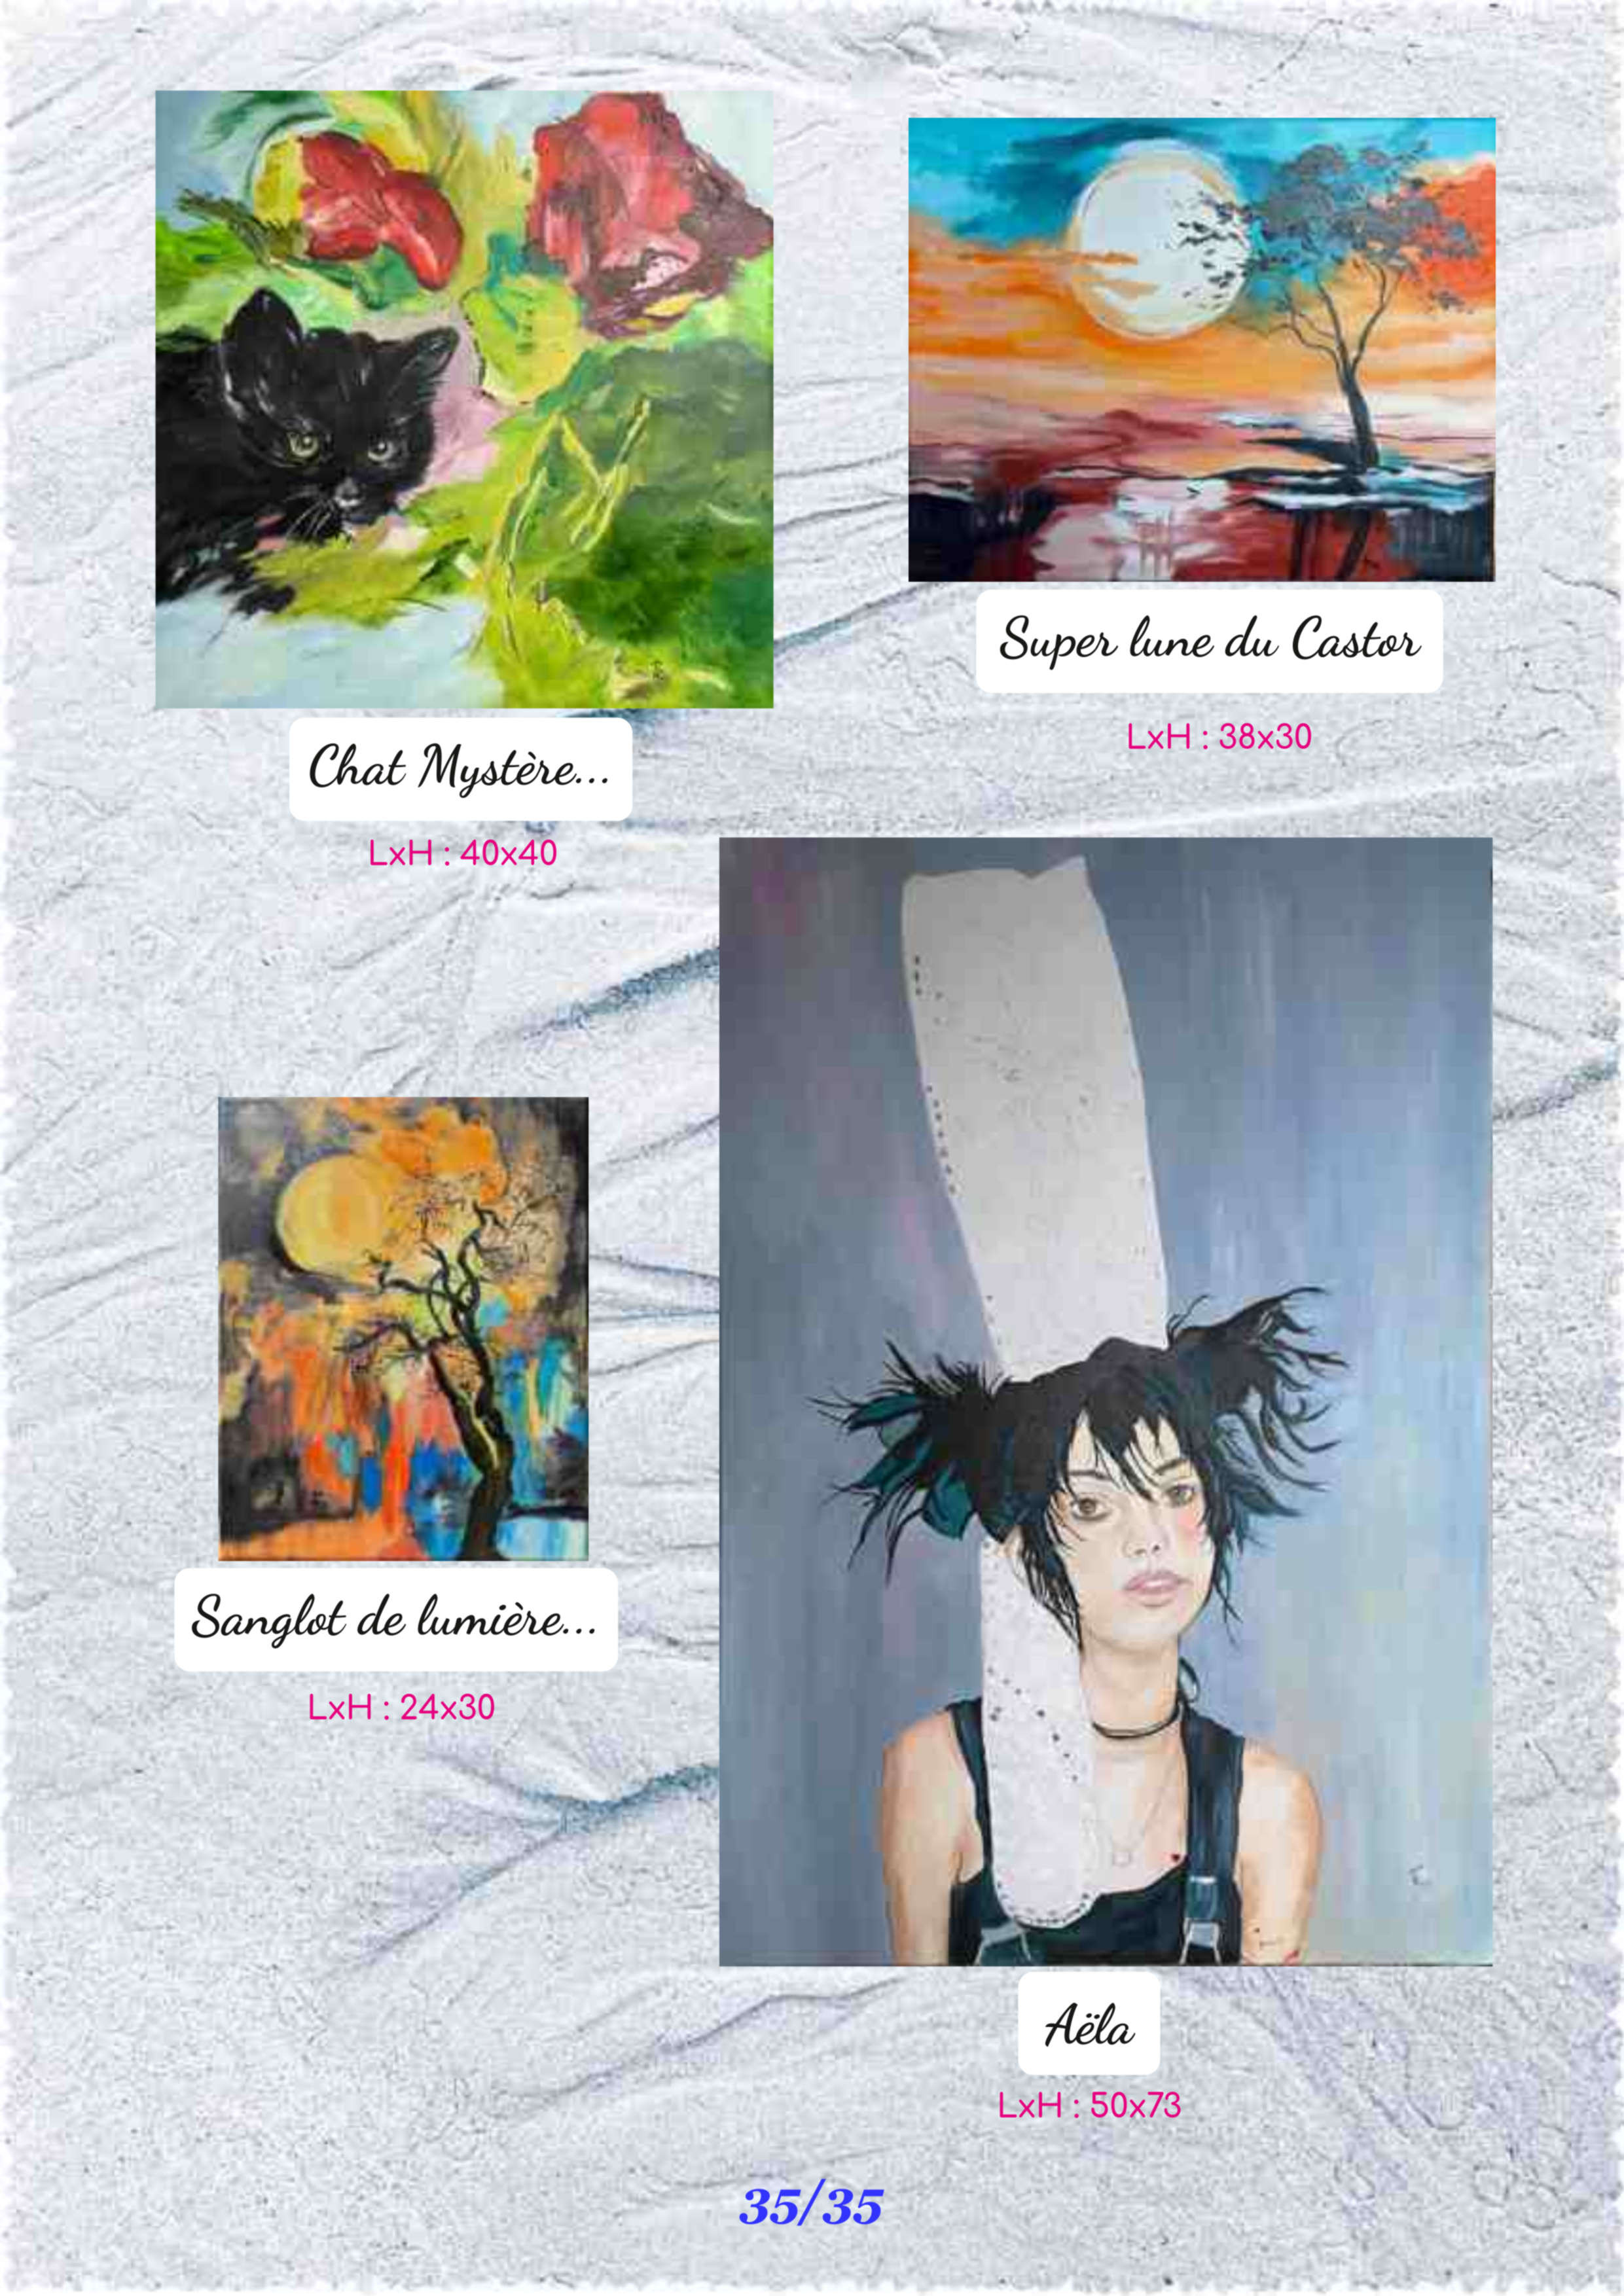 Chat Mystère...
LxH : 40x40
Super lune du Castor
LxH : 38x30
Sanglot de lumière...
LxH : 24x30
Aëla
LxH : 50x73
35/35